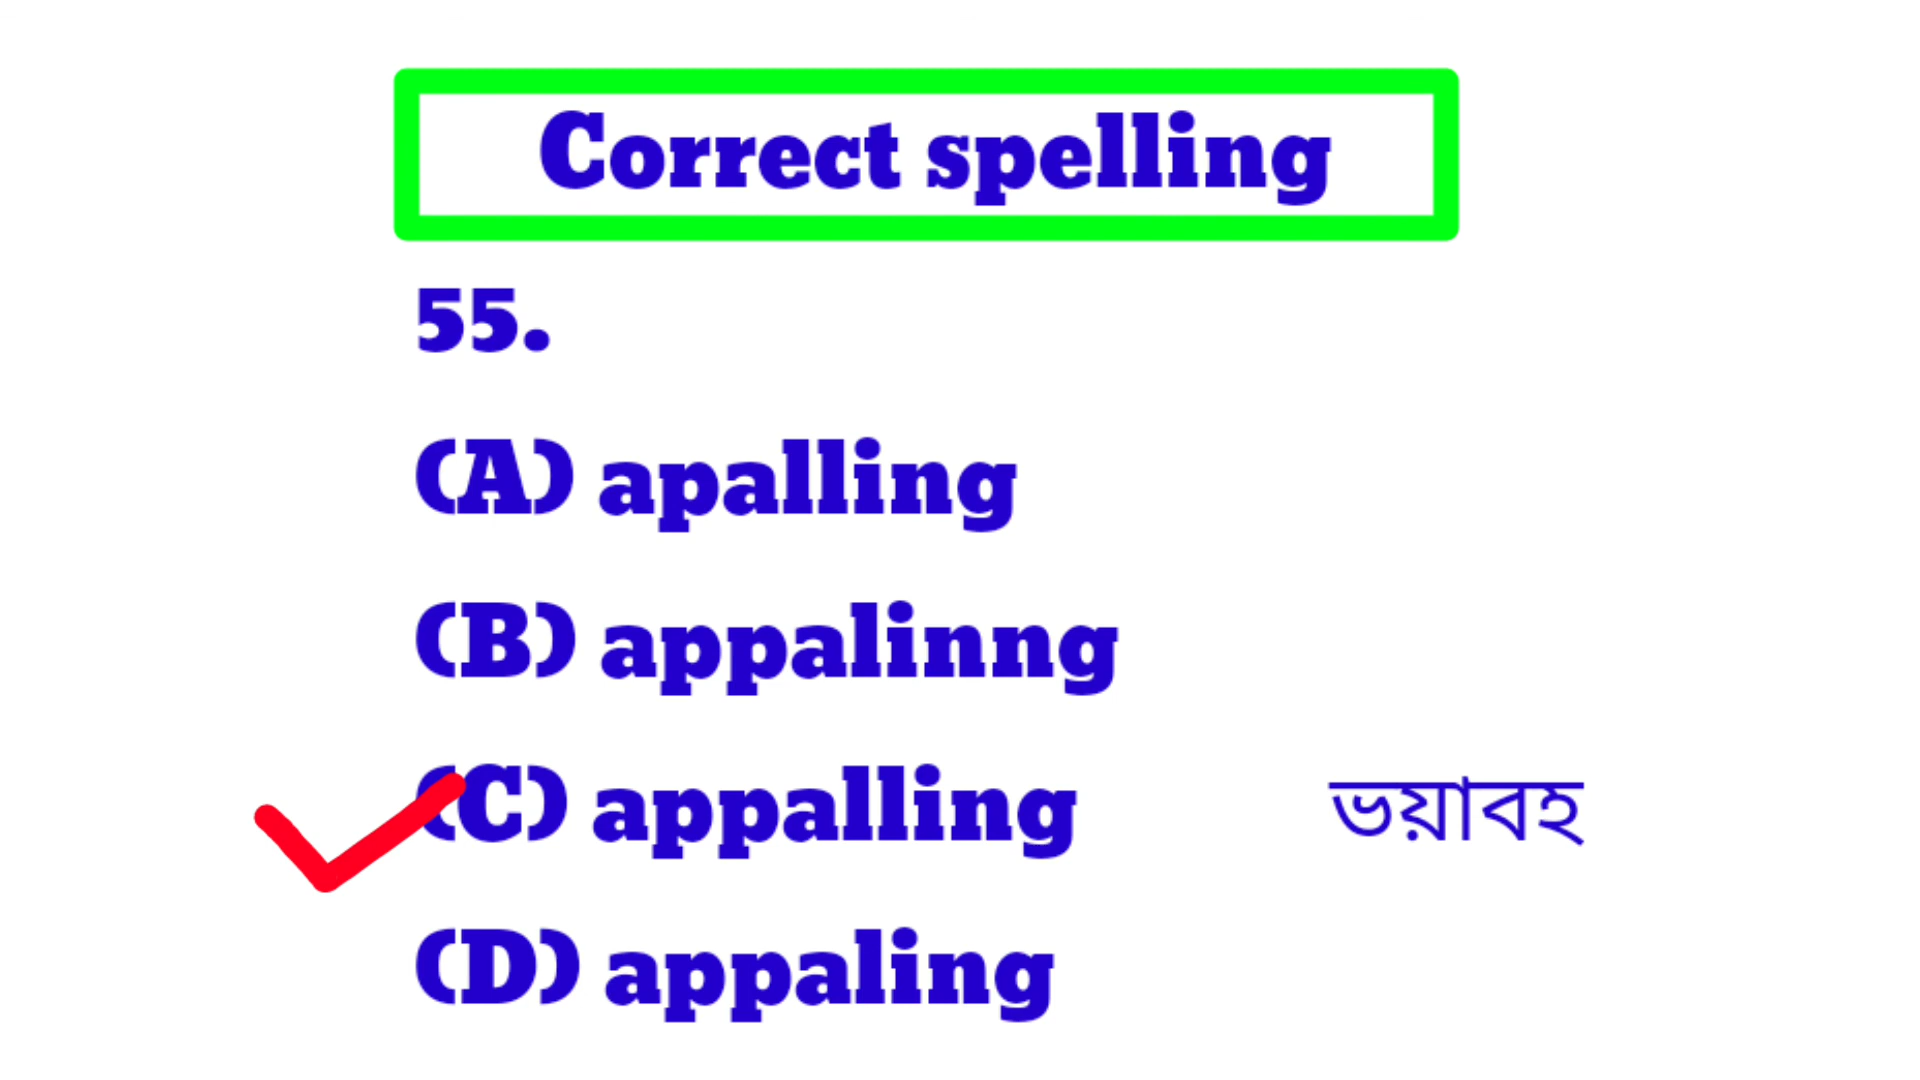 Correct spelling
55.
(A) apalling
(B) appalinng
(C) appalling ভয়াবহ
(D) appaling